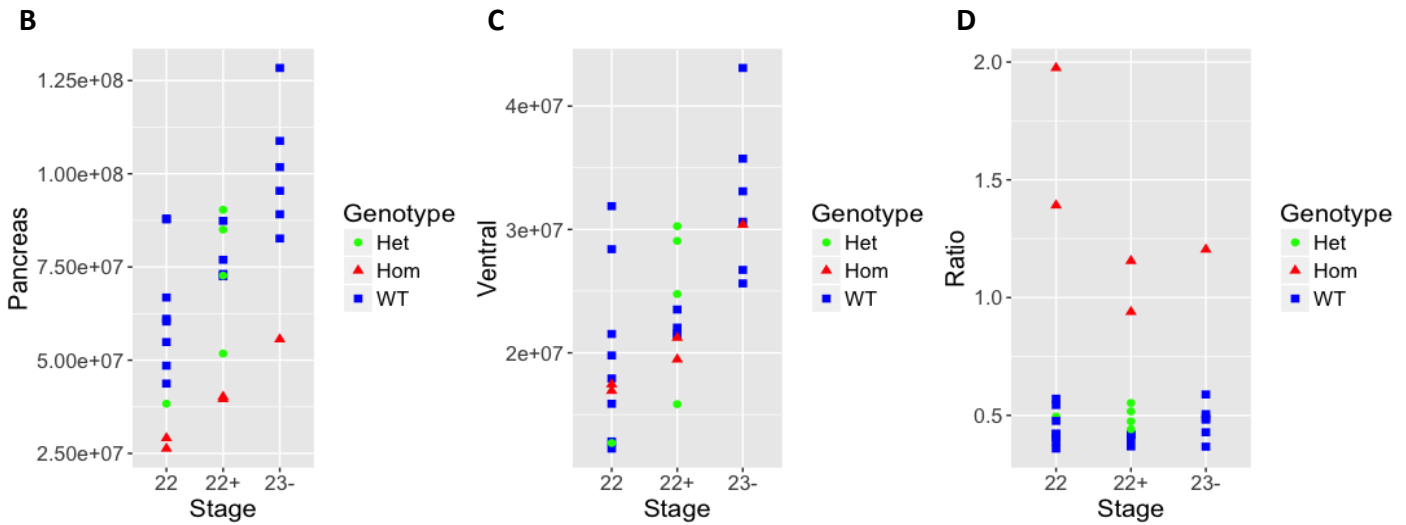 B
1.25e+08
1.00e+08
7.50e+07
5.00e+07
2.50e+07
Pancreas
22 22+ 23-
Stage
Genotype
Het
Hom
WT
C
4e+07
3e+07
2e+07
Ventral
22 22+ 23-
Stage
Genotype
Het
Hom
WT
D
2.0
1.5
1.0
0.5
Ratio
22 22+ 23-
Stage
Genotype
Het
Hom
WT